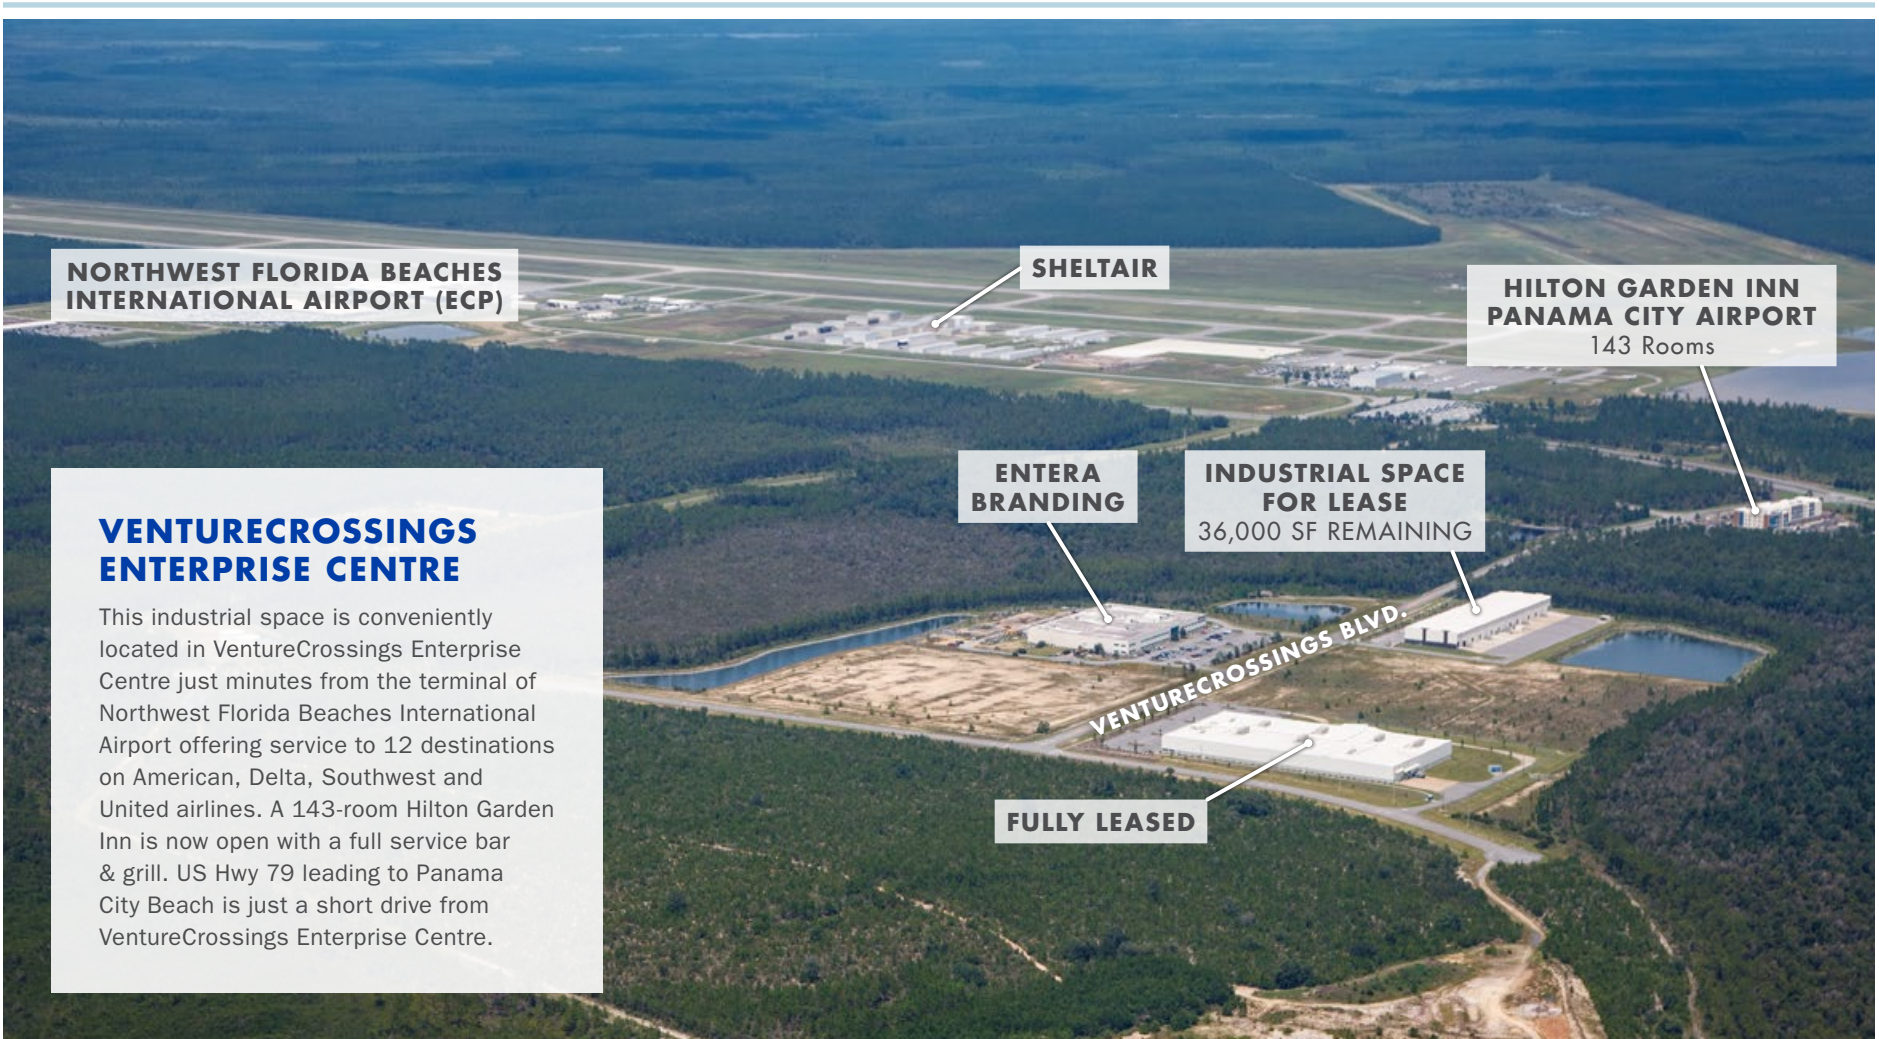 NORTHWEST FLORIDA BEACHES
INTERNATIONAL AIRPORT (ECP)
SHELTAIR
HILTON GARDEN INN
PANAMA CITY AIRPORT
143 Rooms
ENTERA
BRANDING
INDUSTRIAL SPACE
FOR LEASE
36,000 SF REMAINING
VENTURECROSSINGS
ENTERPRISE CENTRE
This industrial space is conveniently
located in VentureCrossings Enterprise
Centre just minutes from the terminal of
Northwest Florida Beaches International
Airport offering service to 12 destinations
on American, Delta, Southwest and
United airlines. A 143-room Hilton Garden
Inn is now open with a full service bar
& grill. US Hwy 79 leading to Panama
City Beach is just a short drive from
VentureCrossings Enterprise Centre.
VENTURECROSSINGS BLVD.
FULLY LEASED